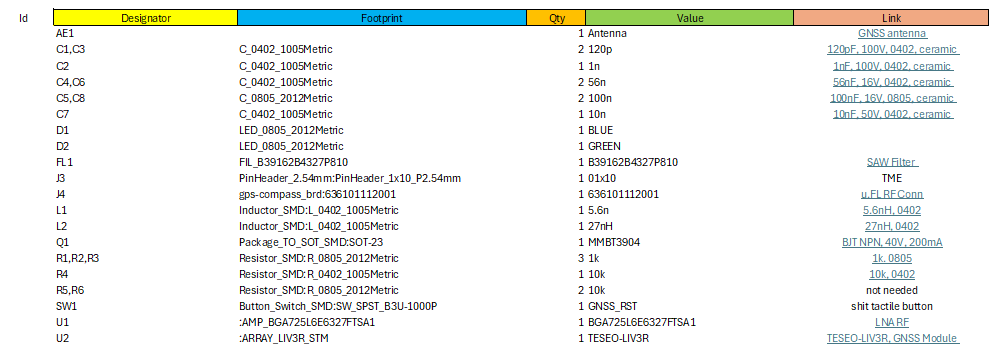 Id Designator Footprint Qty Value Link
AE1 1 Antenna GNSS antenna
C1,C3 C_0402_1005Metric 2 120p 120pF, 100V, 0402, ceramic
C2 C_0402_1005Metric 1 1n 1nF, 100V, 0402, ceramic
C4,C6 C_0402_1005Metric 2 56n 56nF, 16V, 0402, ceramic
C5,C8 C_0805_2012Metric 2 100n 100nF, 16V, 0805, ceramic
C7 C_0402_1005Metric 1 10n 10nF, 50V, 0402, ceramic
D1 LED_0805_2012Metric 1 BLUE
D2 LED_0805_2012Metric 1 GREEN
FL1 FIL_B39162B4327P810 1 B39162B4327P810 SAW Filter
J3 PinHeader_2.54mm:PinHeader_1x10_P2.54mm 1 01x10 TME
J4 gps-compass_brd:636101112001 1 636101112001 u.FL RF Conn
L1 Inductor_SMD:L_0402_1005Metric 1 5.6n 5.6nH, 0402
L2 Inductor_SMD:L_0402_1005Metric 1 27nH 27nH, 0402
Q1 Package_TO_SOT_SMD:SOT-23 1 MMBT3904 BJT NPN, 40V, 200mA
R1,R2,R3 Resistor_SMD:R_0805_2012Metric 3 1k 1k. 0805
R4 Resistor_SMD:R_0402_1005Metric 1 10k 10k, 0402
R5,R6 Resistor_SMD:R_0805_2012Metric 2 10k not needed
SW1 Button_Switch_SMD:SW_SPST_B3U-1000P 1 GNSS_RST shit tactile button
U1 :AMP_BGA725L6E6327FTSA1 1 BGA725L6E6327FTSA1 LNA RF
U2 :ARRAY_LIV3R_STM 1 TESEO-LIV3R TESEO-LIV3R, GNSS Module